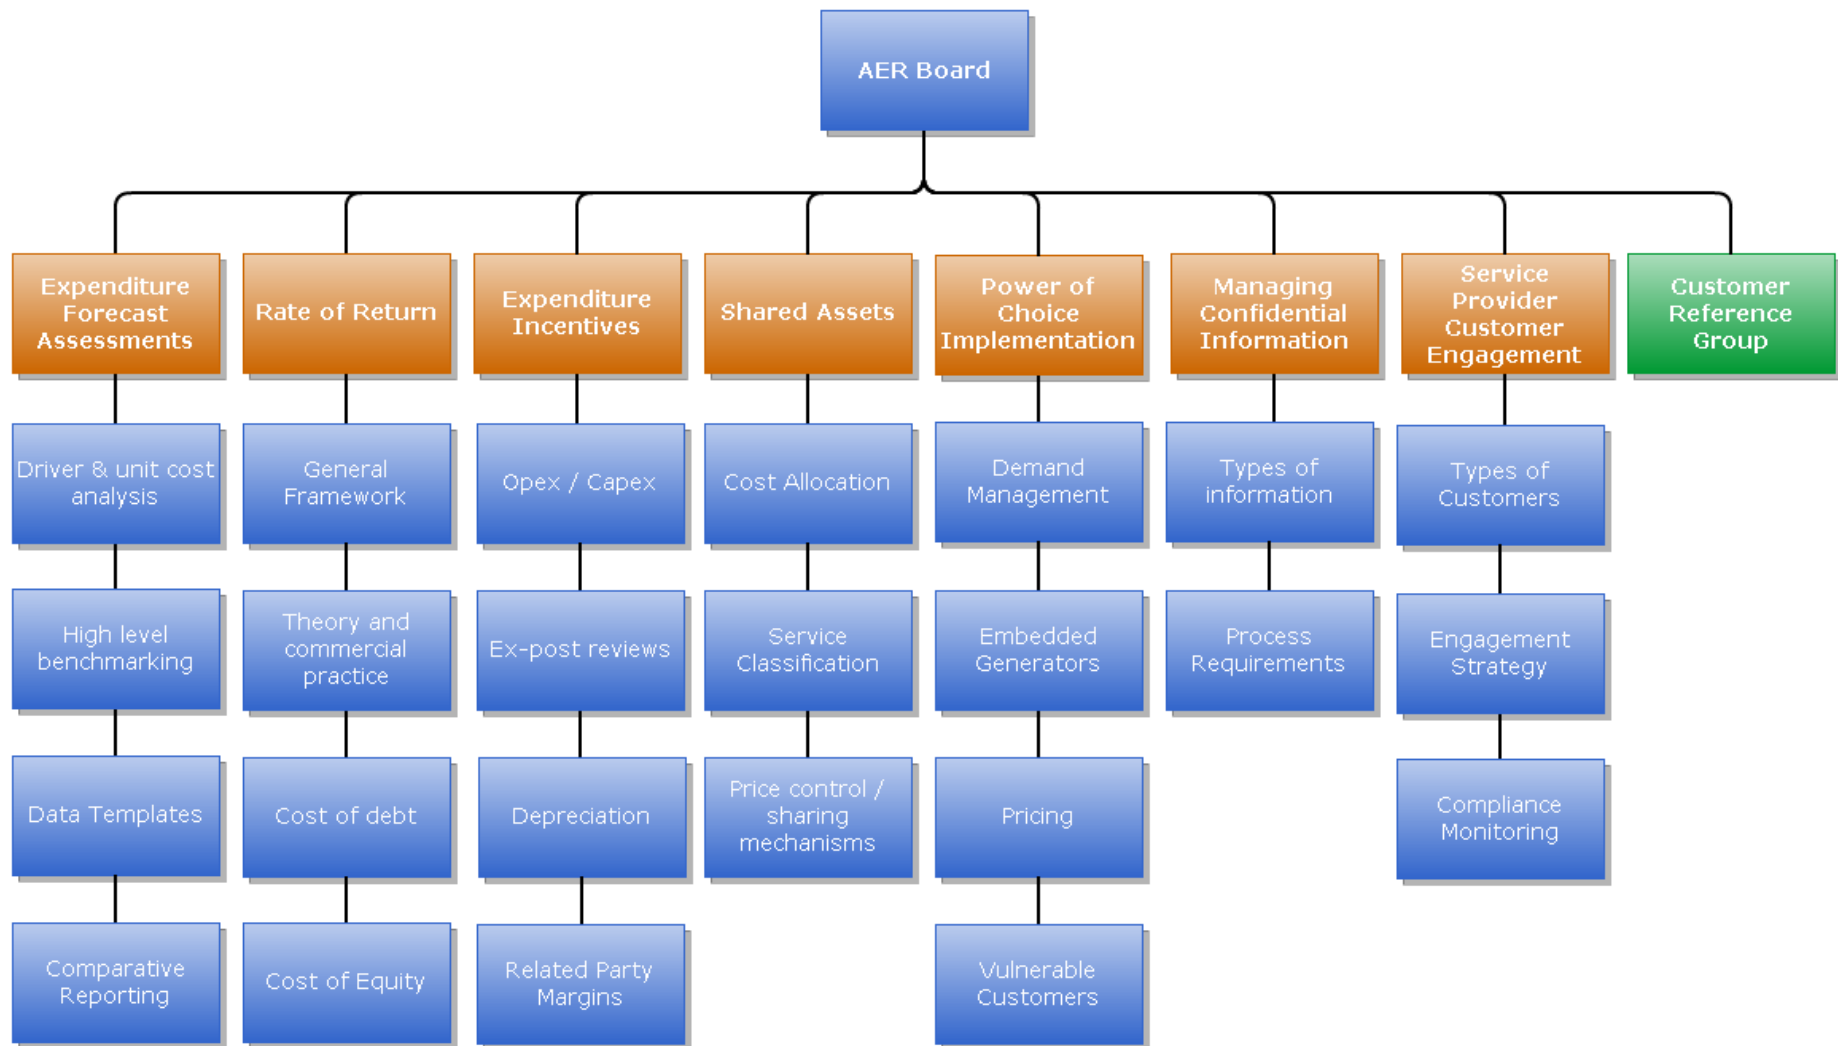 AER Board
Expenditure
Forecast
Assessments
Rate of Return
Expenditure
Incentives
Shared Assets
Power of
Choice
Implementation
Managing
Confidential
Information
Service
Provider
Customer
Engagement
Customer
Reference
Group
Driver & unit cost
analysis
General
Framework
Opex / Capex
Cost Allocation
Demand
Management
Types of
information
Types of
Customers
High level
benchmarking
Theory and
commercial
practice
Ex-post reviews
Service
Classification
Embedded
Generators
Process
Requirements
Engagement
Strategy
Data Templates
Cost of debt
Depreciation
Price control /
sharing
mechanisms
Pricing
Compliance
Monitoring
Comparative
Reporting
Cost of Equity
Related Party
Margins
Vulnerable
Customers